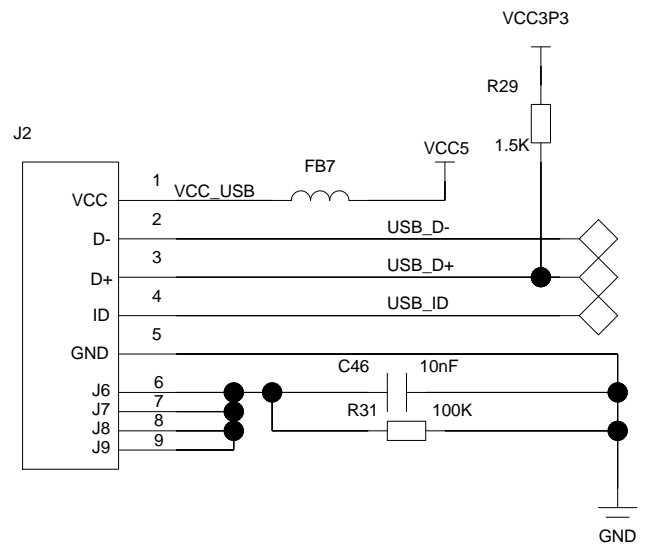 VCC3P3
R29
1.5K
J2
FB7
VCC5
VCC 1 VCC_USB
D- 2 USB_D-
D+ 3 USB_D+
ID 4 USB_ID
GND 5
C46 10nF
J6 6
J7 7
R31 100K
J8 8
J9 9
GND